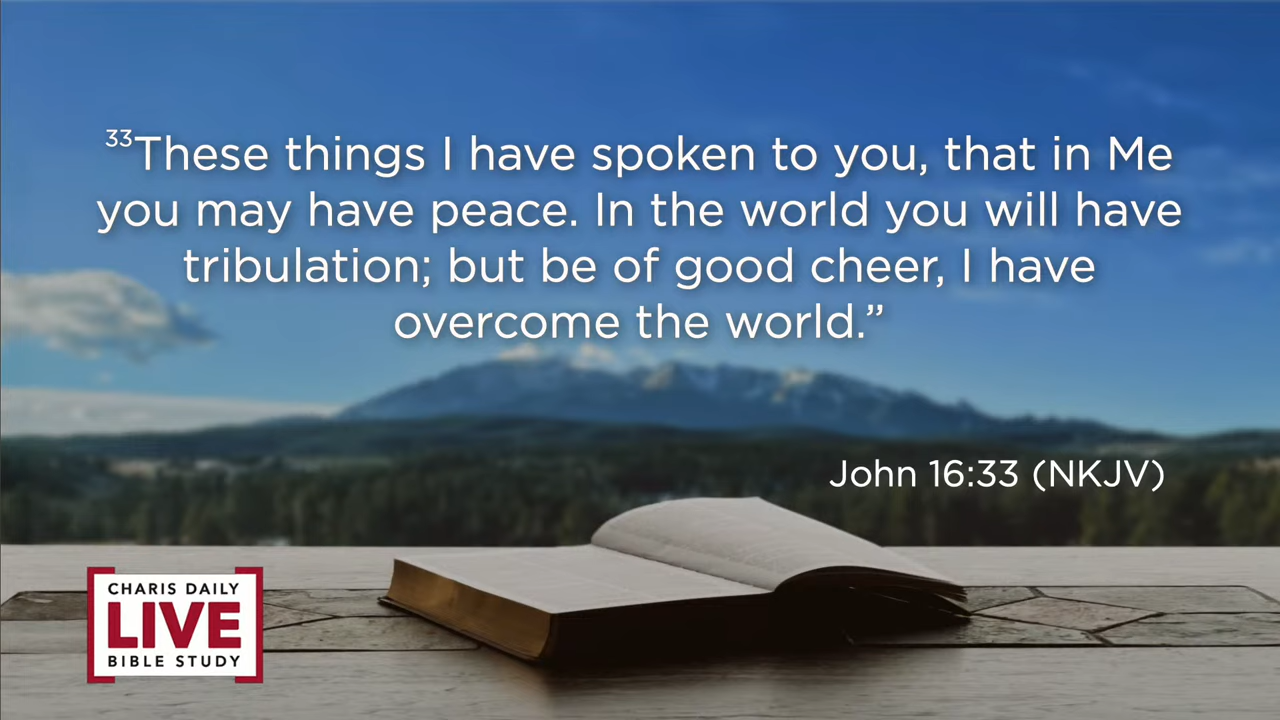 33These things I have spoken to you, that in Me
you may have peace. In the world you will have
tribulation; but be of good cheer, I have
overcome the world.”
John 16:33 (NKJV)
CHARIS DAILY
LIVE
BIBLE STUDY